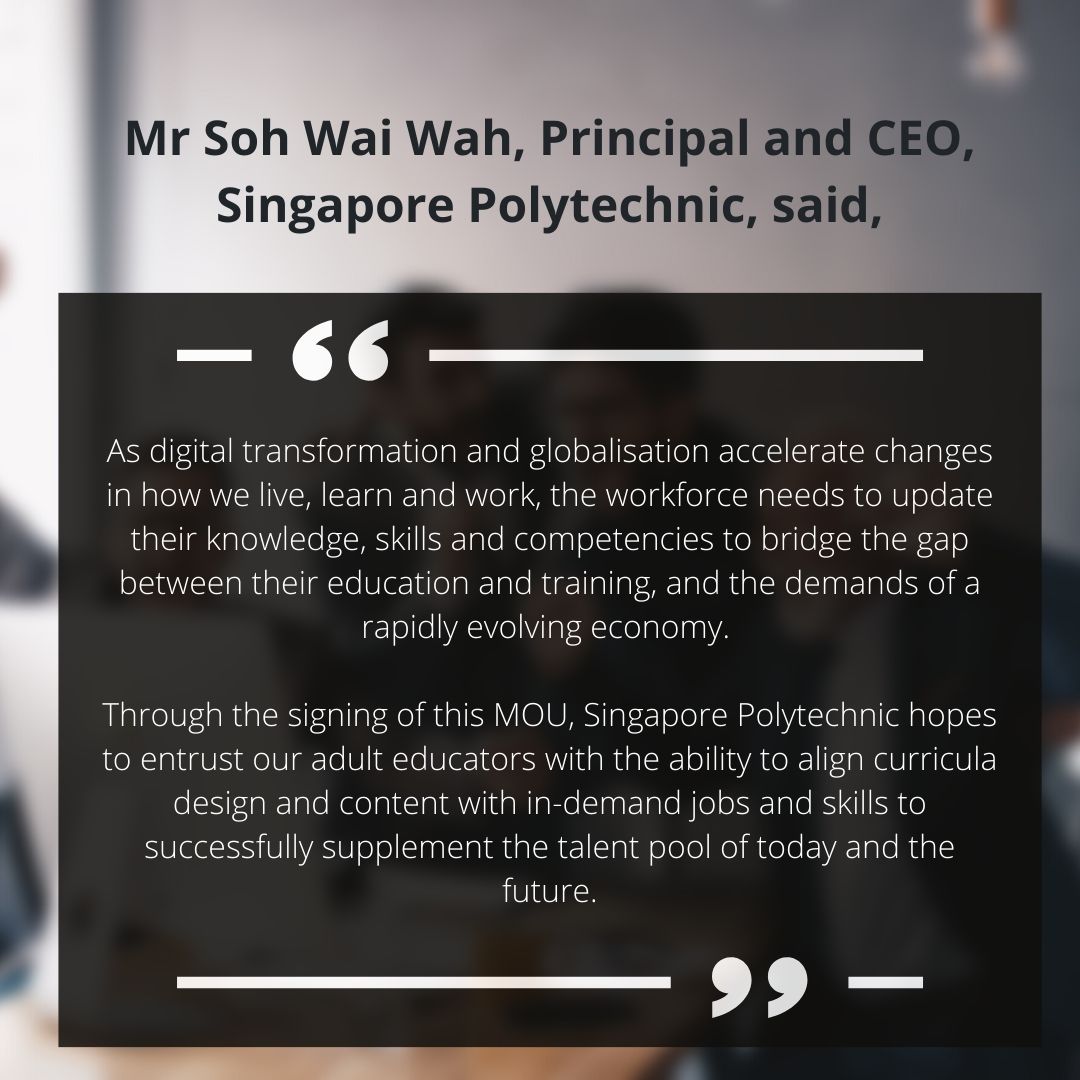 Mr Soh Wai Wah, Principal and CEO,
Singapore Polytechnic, said,
“
As digital transformation and globalisation accelerate changes
in how we live, learn and work, the workforce needs to update
their knowledge, skills and competencies to bridge the gap
between their education and training, and the demands of a
rapidly evolving economy.
Through the signing of this MOU, Singapore Polytechnic hopes
to entrust our adult educators with the ability to align curricula
design and content with in-demand jobs and skills to
successfully supplement the talent pool of today and the
future.
”